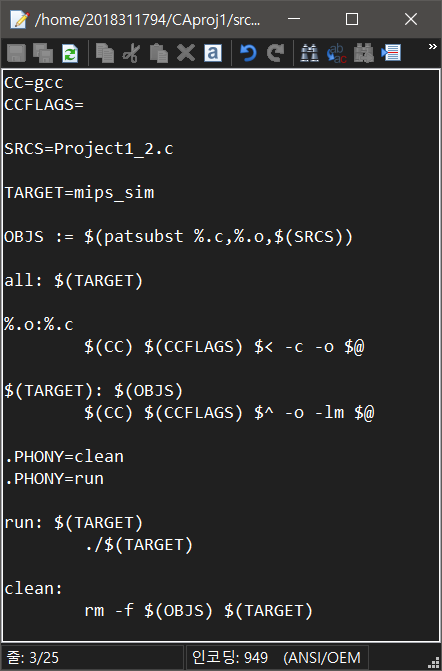 /home/2018311794/CAproj1/src...
CC=gcc
CCFLAGS=
SRCS=Project1_2.c
TARGET=mips_sim
OBJS := $(patsubst %.c,%.o,$(SRCS))
all: $(TARGET)
%.o:%.c
$(CC) $(CCFLAGS) $< -c -o $@
$(TARGET): $(OBJS)
$(CC) $(CCFLAGS) $^ -o -lm $@
.PHONY=clean
.PHONY=run
run: $(TARGET)
./$(TARGET)
clean:
rm -f $(OBJS) $(TARGET)
줄: 3/25
인코딩: 949 (ANSI/OEM